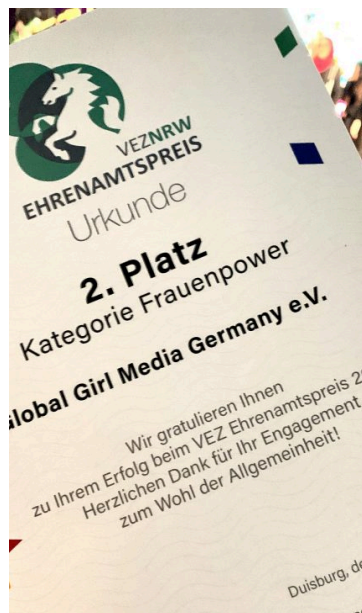 VEZNRW
EHRENAMTSPREIS
Urkunde
2. Platz
Kategorie Frauenpower
Global Girl Media Germany e.V.
Wir gratulieren Ihnen
zu Ihrem Erfolg beim VEZ Ehrenamtspreis
Herzlichen Dank für Ihr Engagement
zum Wohl der Allgemeinheit!
Duisburg,